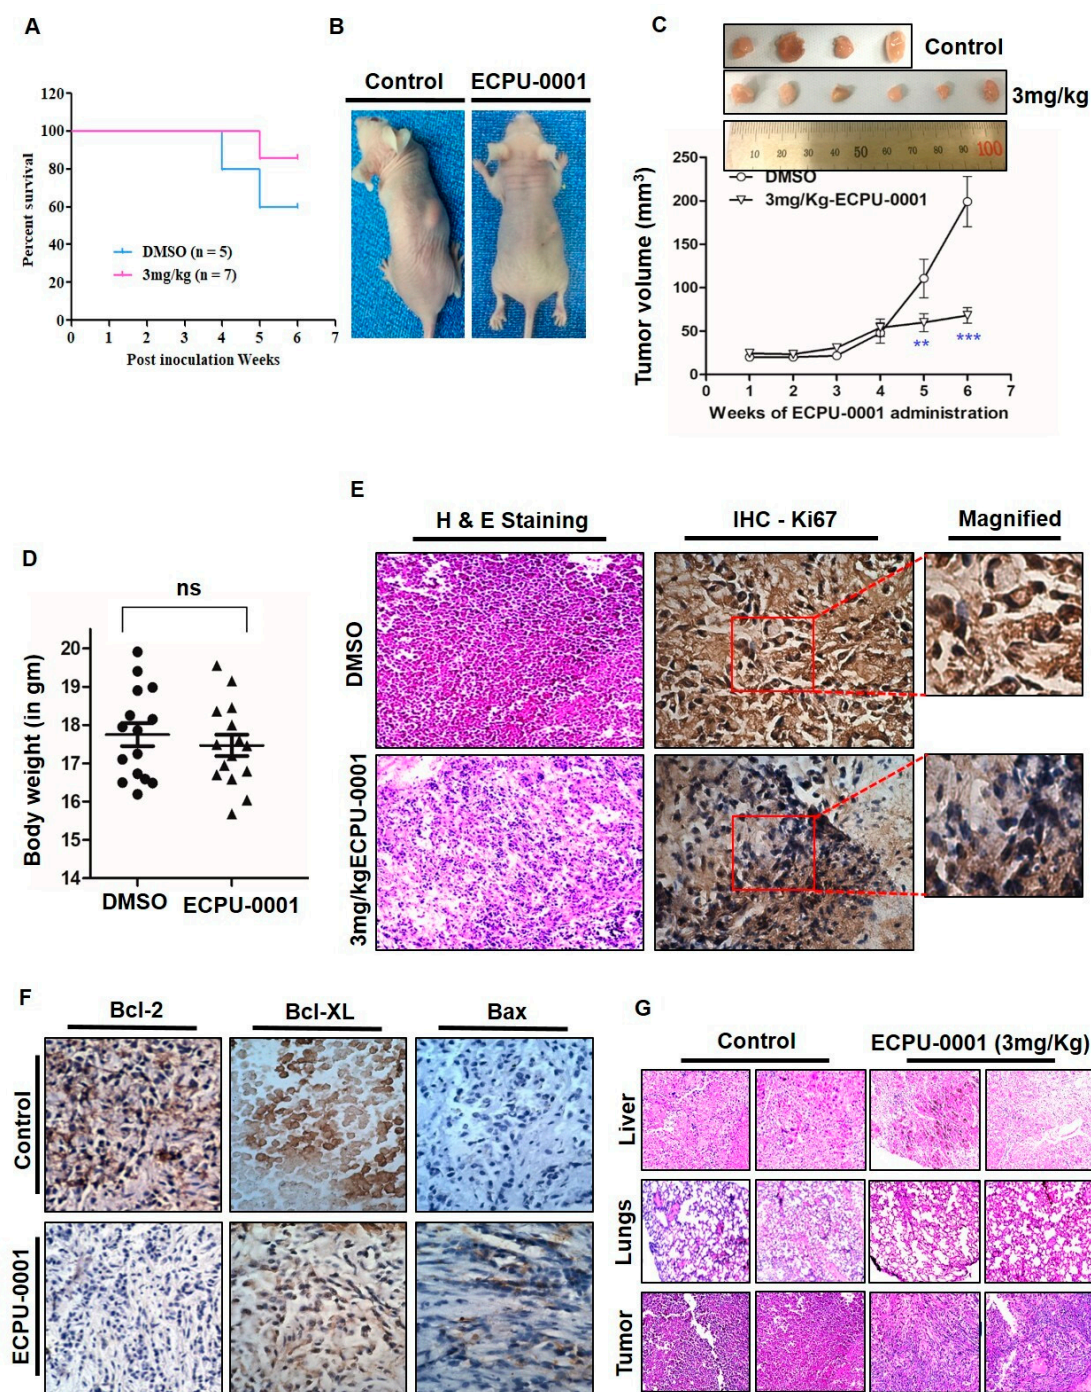 A
120
100
80
60
40
20
0
Percent survival
DMSO (n = 5)
3mg/kg (n = 7)
0 1 2 3 4 5 6 7
Post inoculation Weeks
B
Control ECPU-0001
C
Control
3mg/kg
10 20 30 40 50 60 70 80 90 100
250
200
150
100
50
0
Tumor volume (mm³)
DMSO
3mg/Kg-ECPU-0001
** ***
0 1 2 3 4 5 6 7
Weeks of ECPU-0001 administration
D
ns
20
19
18
17
16
15
14
Body weight (in gm)
DMSO ECPU-0001
E
H & E Staining IHC - Ki67 Magnified
DMSO
3mg/kgECPU-0001
F
Bcl-2 Bcl-XL Bax
Control
ECPU-0001
G
Control ECPU-0001 (3mg/Kg)
Liver
Lungs
Tumor